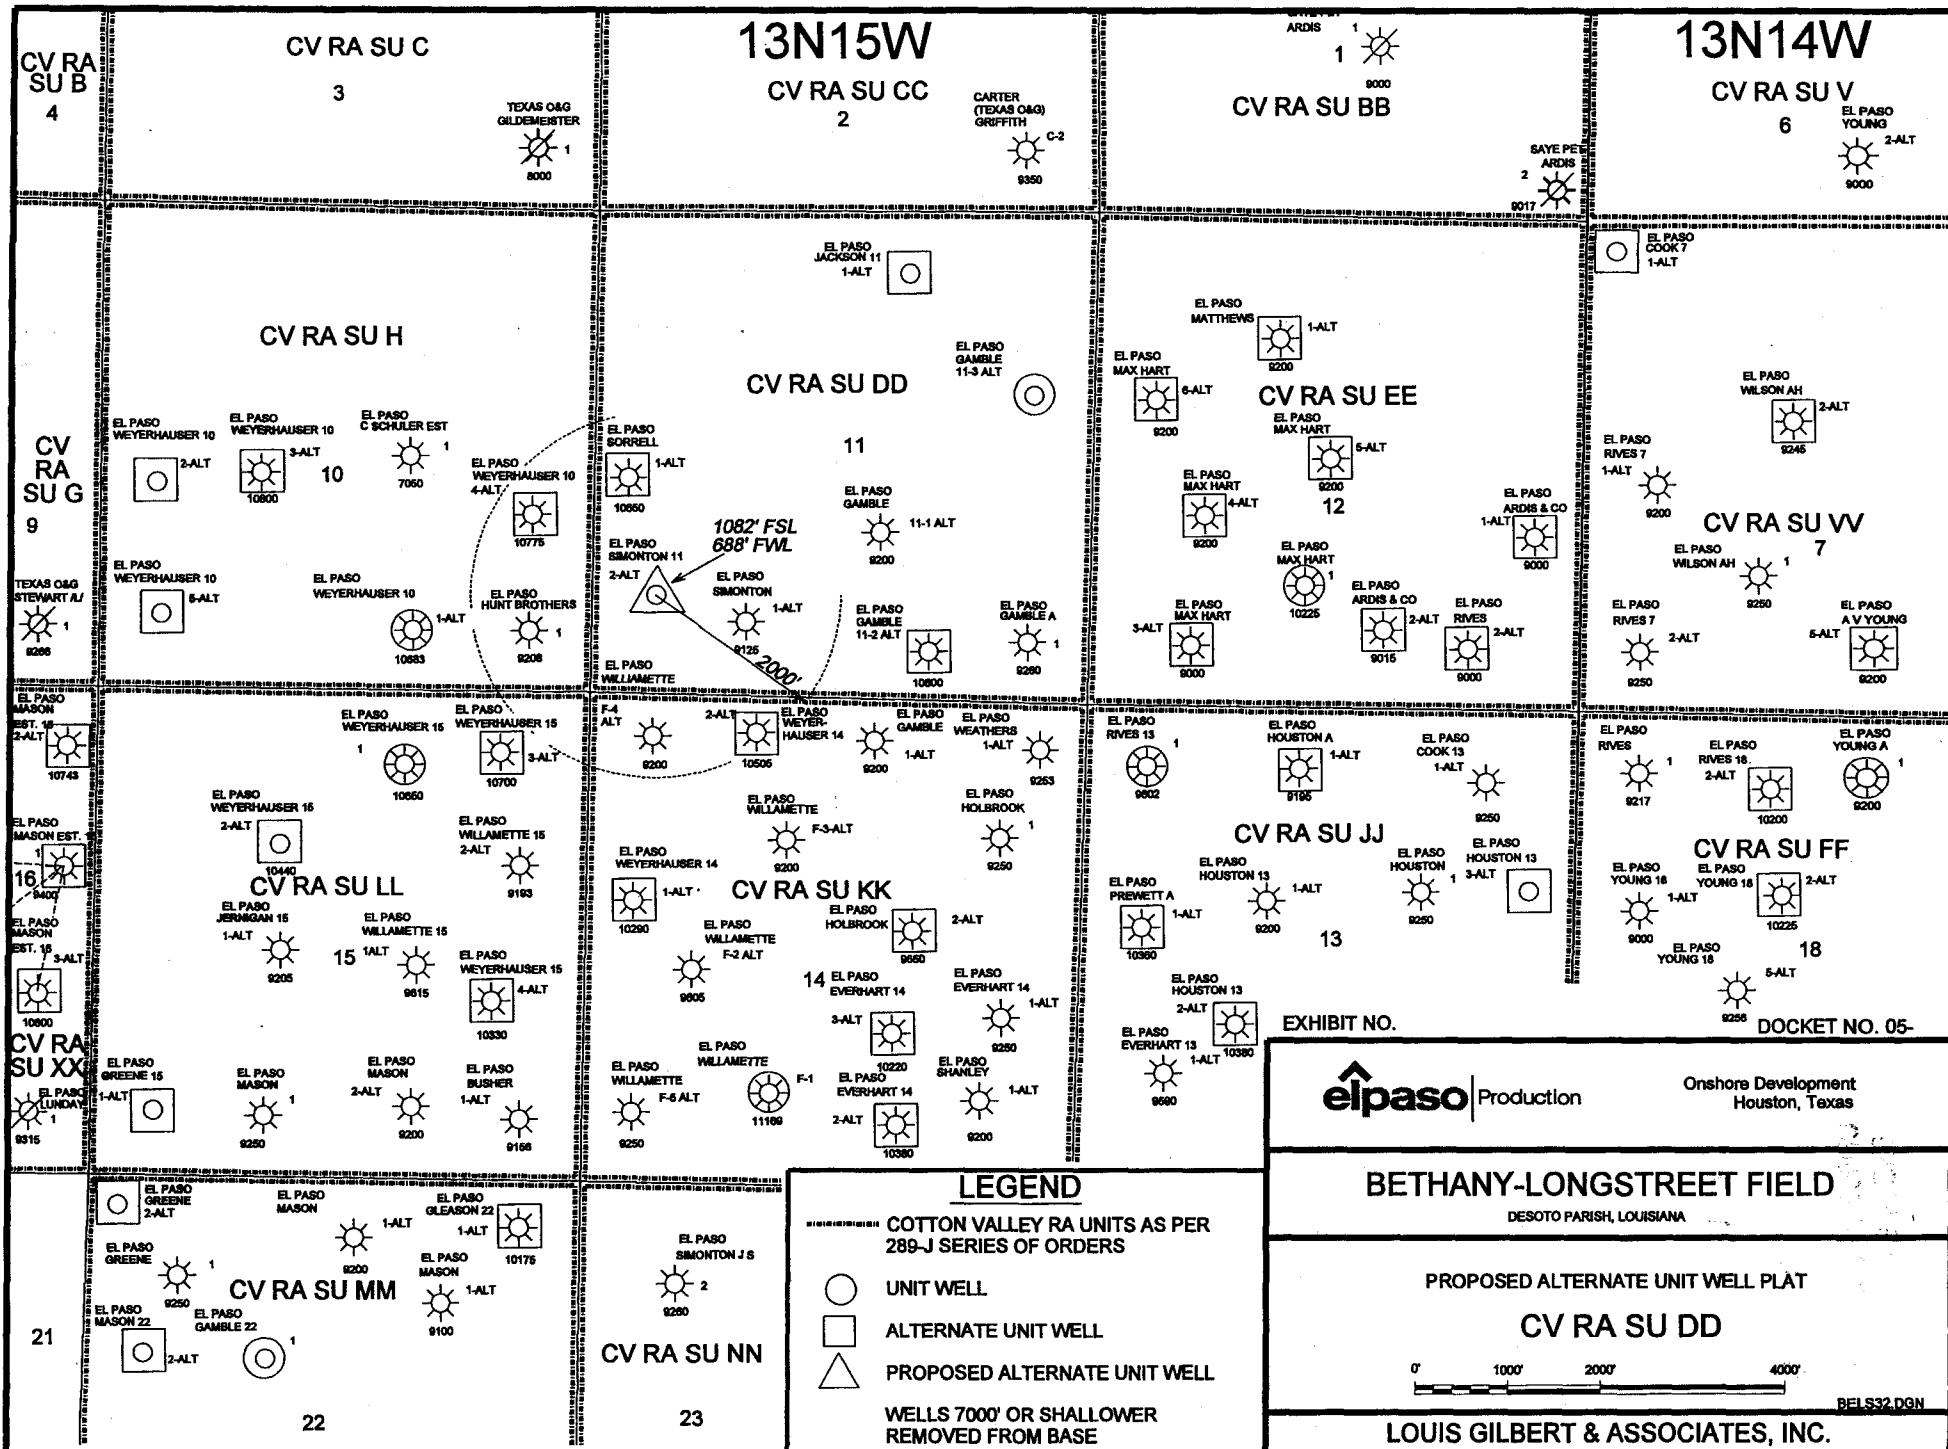 13N15W
13N14W
CV RA
SU B
4
CV RA SU C
3
TEXAS O&G
GILDEMEISTER
1
8000
CV RA SU CC
2
CARTER
(TEXAS O&G)
GRIFFITH
C-2
9350
ARDIS
1
1
9000
CV RA SU BB
SAYE PET
ARDIS
2
9017
CV RA SU V
6
EL PASO
YOUNG
2-ALT
9000
CV
RA
SU G
9
TEXAS O&G
1
9266
CV RA SU H
EL PASO
WEYERHAUSER 10
2-ALT
EL PASO
WEYERHAUSER 10
3-ALT
10800
10
EL PASO
C SCHULER EST
1
7050
EL PASO
WEYERHAUSER 10
4-ALT
10775
EL PASO
WEYERHAUSER 10
5-ALT
EL PASO
WEYERHAUSER 10
1-ALT
10683
EL PASO
HUNT BROTHERS
1
9208
EL PASO
JACKSON 11
1-ALT
EL PASO
GAMBLE
11-3 ALT
CV RA SU DD
11
EL PASO
SORRELL
1-ALT
10650
EL PASO
GAMBLE
11-1 ALT
9200
1082' FSL
688' FWL
EL PASO
SIMONTON 11
2-ALT
EL PASO
SIMONTON
1-ALT
9125
2000'
EL PASO
GAMBLE
11-2 ALT
10600
EL PASO
GAMBLE A
1
9260
EL PASO
WILLIAMETTE
EL PASO
MATTHEWS
1-ALT
9200
EL PASO
MAX HART
6-ALT
9200
CV RA SU EE
EL PASO
MAX HART
5-ALT
9200
12
EL PASO
MAX HART
4-ALT
9200
EL PASO
ARDIS & CO
1-ALT
9000
EL PASO
MAX HART
1
10225
EL PASO
MAX HART
3-ALT
9000
EL PASO
ARDIS & CO
2-ALT
9015
EL PASO
RIVES
2-ALT
9000
EL PASO
COOK 7
1-ALT
EL PASO
WILSON AH
2-ALT
9245
EL PASO
RIVES 7
1-ALT
9200
CV RA SU VV
7
EL PASO
WILSON AH
1
9250
EL PASO
RIVES 7
2-ALT
9250
EL PASO
A V YOUNG
5-ALT
9200
EL PASO
MASON
2-ALT
10743
EL PASO
MASON EST.
1
16
9400
EL PASO
MASON
3-ALT
10600
CV RA
SU XX
EL PASO
LUNDAY
1
9315
EL PASO
WEYERHAUSER 15
1
10650
EL PASO
WEYERHAUSER 15
3-ALT
10700
EL PASO
WEYERHAUSER 15
2-ALT
10440
EL PASO
WILLAMETTE 15
2-ALT
9193
CV RA SU LL
EL PASO
JERNIGAN 15
1-ALT
9205
15
EL PASO
WILLAMETTE 15
1ALT
9615
EL PASO
WEYERHAUSER 15
4-ALT
10330
EL PASO
GREENE 15
1-ALT
EL PASO
MASON
1
9250
EL PASO
MASON
2-ALT
9200
EL PASO
BUSHER
1-ALT
9156
F-4
ALT
9200
2-ALT
EL PASO
WEYER-
HAUSER 14
10505
EL PASO
GAMBLE
1-ALT
9200
EL PASO
WEATHERS
1-ALT
9253
EL PASO
WILLAMETTE
F-3-ALT
9200
EL PASO
HOLBROOK
1
9250
EL PASO
WEYERHAUSER 14
1-ALT
10290
CV RA SU KK
EL PASO
HOLBROOK
2-ALT
9650
EL PASO
WILLAMETTE
F-2 ALT
9605
14
EL PASO
EVERHART 14
3-ALT
10220
EL PASO
EVERHART 14
1-ALT
9250
EL PASO
WILLAMETTE
F-5 ALT
9250
EL PASO
WILLAMETTE
F-1
11169
EL PASO
EVERHART 14
2-ALT
10380
EL PASO
SHANLEY
1-ALT
9200
EL PASO
RIVES 13
1
9602
EL PASO
HOUSTON A
1-ALT
9195
EL PASO
COOK 13
1-ALT
9250
CV RA SU JJ
EL PASO
HOUSTON 13
1-ALT
9200
EL PASO
HOUSTON
1
9250
EL PASO
HOUSTON 13
3-ALT
EL PASO
PREWETT A
1-ALT
10360
13
EL PASO
HOUSTON 13
2-ALT
10380
EL PASO
EVERHART 13
1-ALT
9590
EL PASO
RIVES
1
9217
EL PASO
RIVES 18
2-ALT
10200
EL PASO
YOUNG A
1
9200
CV RA SU FF
EL PASO
YOUNG 18
1-ALT
9000
EL PASO
YOUNG 18
2-ALT
10225
18
EL PASO
YOUNG 18
5-ALT
9256
EL PASO
GREENE
2-ALT
EL PASO
MASON
1-ALT
9200
EL PASO
GLEASON 22
1-ALT
10175
EL PASO
GREENE
1
9250
CV RA SU MM
EL PASO
MASON
1-ALT
9100
EL PASO
MASON 22
2-ALT
EL PASO
GAMBLE 22
1
21
22
EL PASO
SIMONTON J S
2
9260
CV RA SU NN
23
LEGEND
COTTON VALLEY RA UNITS AS PER
289-J SERIES OF ORDERS
UNIT WELL
ALTERNATE UNIT WELL
PROPOSED ALTERNATE UNIT WELL
WELLS 7000' OR SHALLOWER
REMOVED FROM BASE
EXHIBIT NO.
DOCKET NO. 05-
elpaso Production
Onshore Development
Houston, Texas
BETHANY-LONGSTREET FIELD
DESOTO PARISH, LOUISIANA
PROPOSED ALTERNATE UNIT WELL PLAT
CV RA SU DD
0' 1000' 2000' 4000'
BELS32.DGN
LOUIS GILBERT & ASSOCIATES, INC.